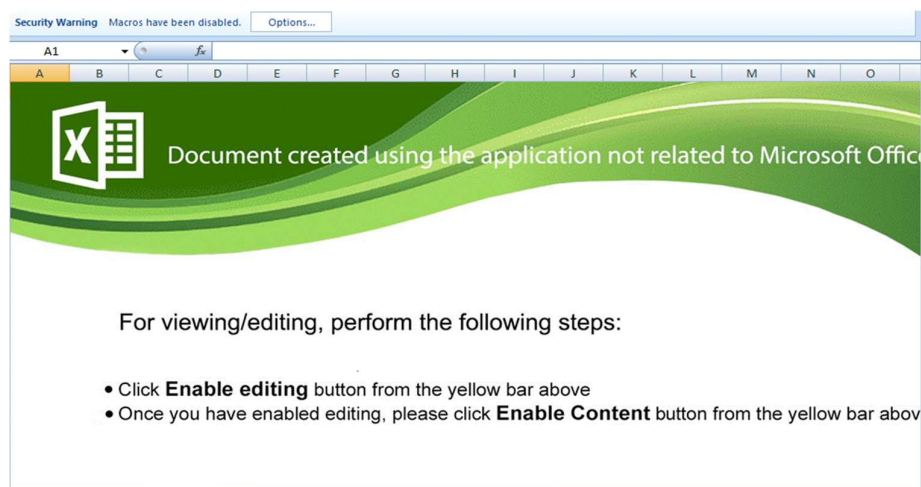 Security Warning Macros have been disabled. Options...
A1 fx
A B C D E F G H I J K L M N O
X
Document created using the application not related to Microsoft Offic
For viewing/editing, perform the following steps:
• Click Enable editing button from the yellow bar above
• Once you have enabled editing, please click Enable Content button from the yellow bar abov